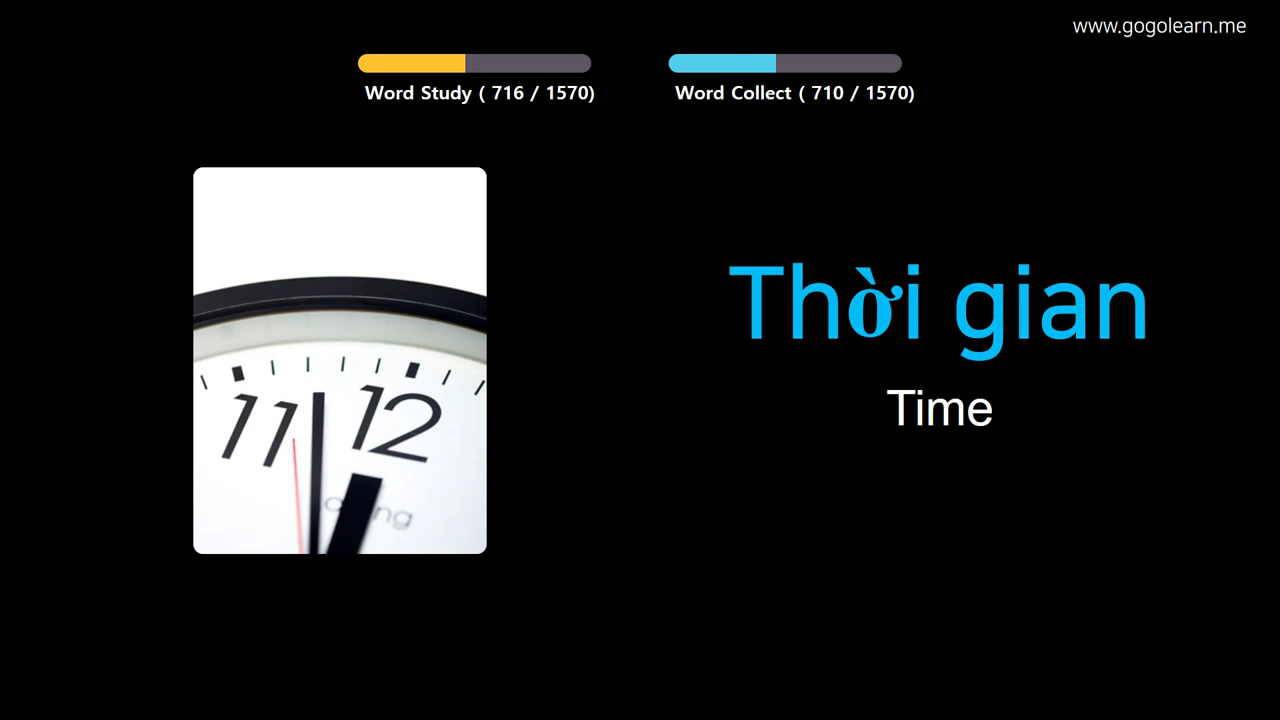 www.gogolearn.me
Word Study ( 716 / 1570)
Word Collect ( 710 / 1570)
11 12
Thời gian
Time